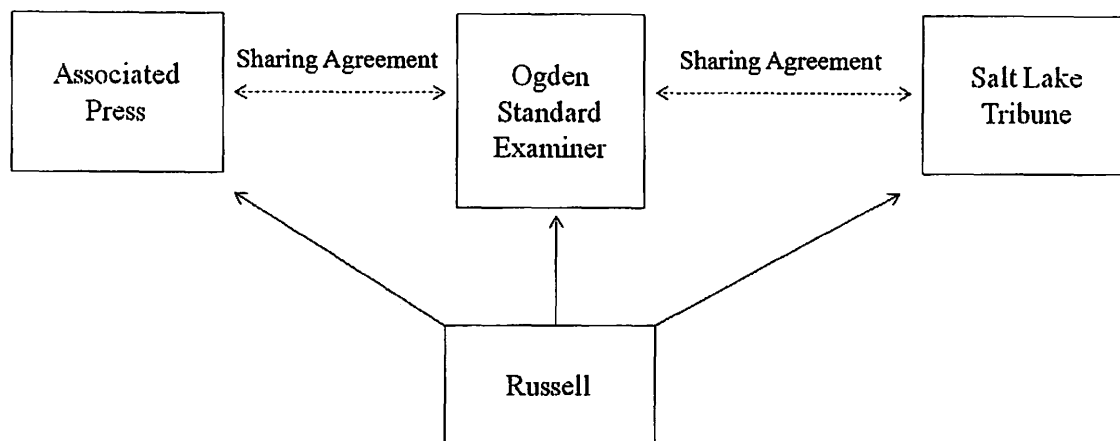 Associated
Press
Sharing Agreement
Ogden
Standard
Examiner
Sharing Agreement
Salt Lake
Tribune
Russell